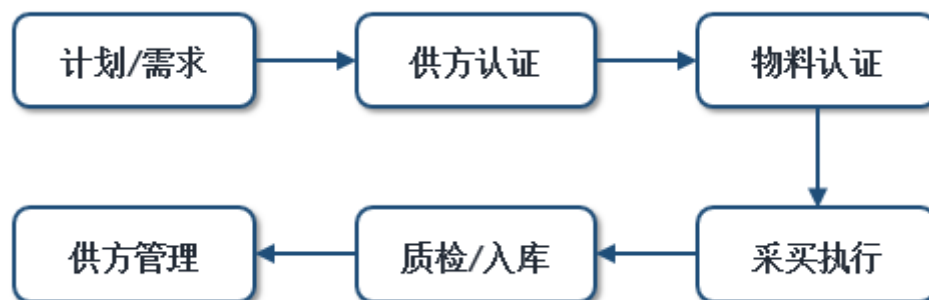 计划/需求
供方认证
物料认证
采买执行
质检/入库
供方管理